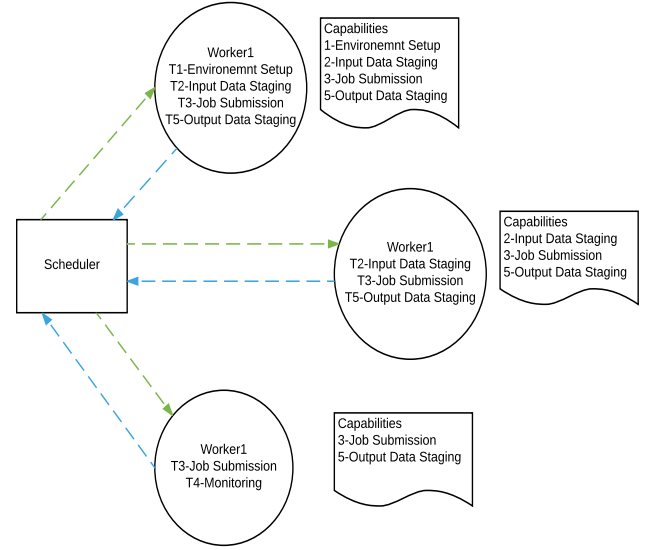 Worker1
T1-Environemnt Setup
T2-Input Data Staging
T3-Job Submission
T5-Output Data Staging
Capabilities
1-Environemnt Setup
2-Input Data Staging
3-Job Submission
5-Output Data Staging
Scheduler
Worker1
T2-Input Data Staging
T3-Job Submission
T5-Output Data Staging
Capabilities
2-Input Data Staging
3-Job Submission
5-Output Data Staging
Worker1
T3-Job Submission
T4-Monitoring
Capabilities
3-Job Submission
5-Output Data Staging